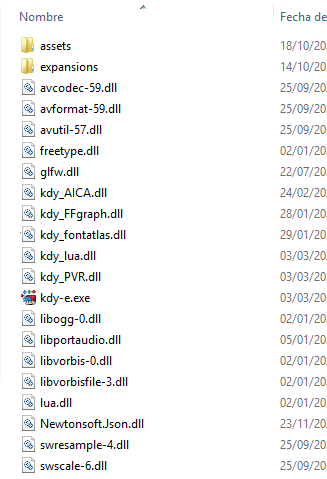 Nombre Fecha de
assets 18/10/20
expansions 14/10/20
avcodec-59.dll 25/09/20
avformat-59.dll 25/09/20
avutil-57.dll 25/09/20
freetype.dll 02/01/20
glfw.dll 22/07/20
kdy_AICA.dll 24/02/20
kdy_FFgraph.dll 28/01/20
kdy_fontatlas.dll 29/01/20
kdy_lua.dll 03/03/20
kdy_PVR.dll 03/03/20
kdy-e.exe 03/03/20
libogg-0.dll 02/01/20
libportaudio.dll 05/01/20
libvorbis-0.dll 02/01/20
libvorbisfile-3.dll 02/01/20
lua.dll 02/01/20
Newtonsoft.Json.dll 23/11/20
swresample-4.dll 25/09/20
swscale-6.dll 25/09/20